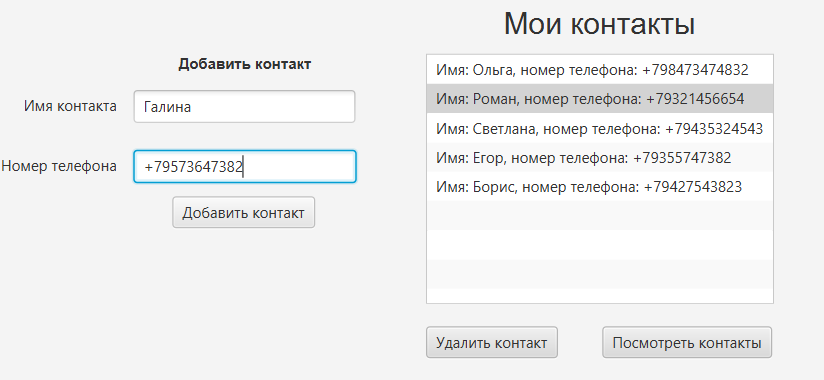 Мои контакты
Добавить контакт
Имя контакта
Галина
Номер телефона
+79573647382
Добавить контакт
Имя: Ольга, номер телефона: +798473474832
Имя: Роман, номер телефона: +79321456654
Имя: Светлана, номер телефона: +79435324543
Имя: Егор, номер телефона: +79355747382
Имя: Борис, номер телефона: +79427543823
Удалить контакт
Посмотреть контакты